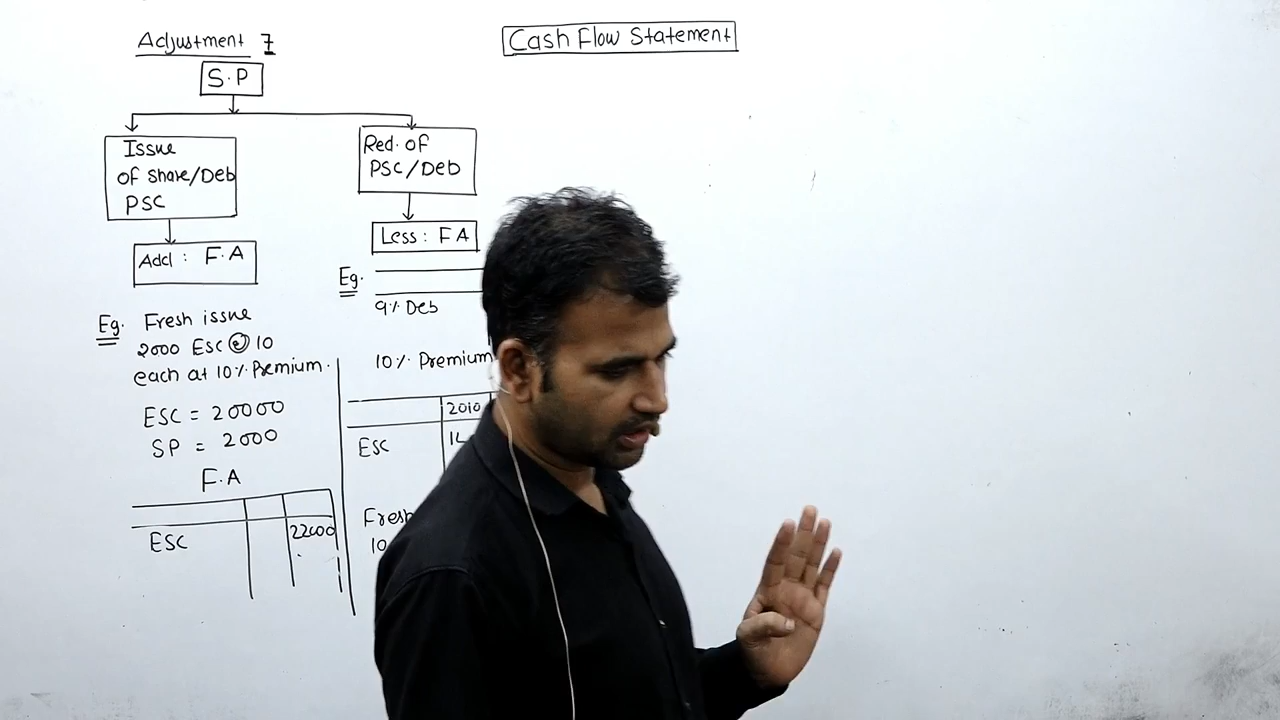 Adjustment 7
Cash Flow Statement
S.P
Issue
of share/Deb
PSC
Red. of
PSC/Deb
Add : F.A
Less : F A
Eg. Fresh issue
2000 ESC @ 10
each at 10% Premium.
ESC = 20000
SP = 2000
F.A
ESC 22000
Eg.
9% Deb
10% Premium
2010
ESC
Fresh
10